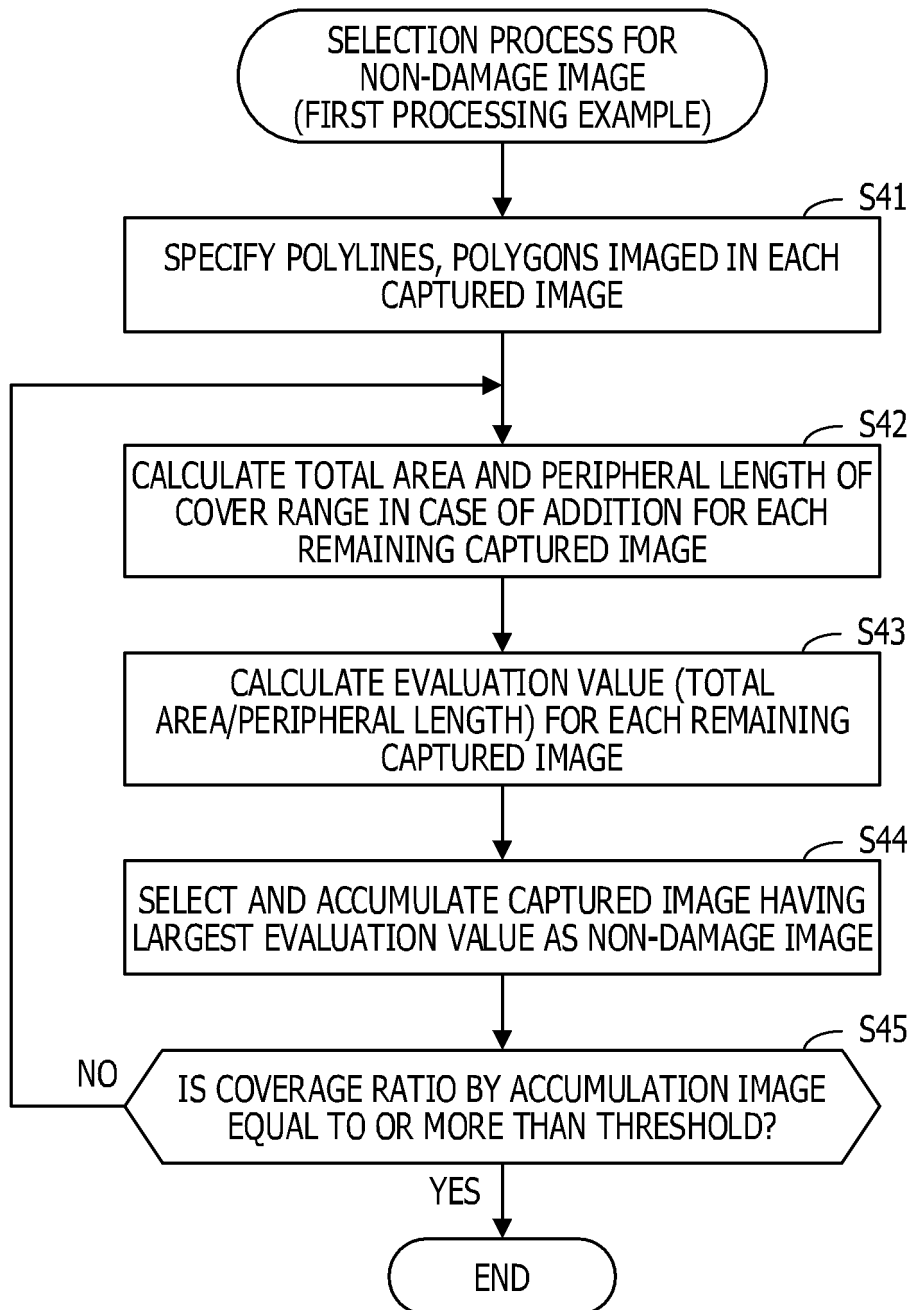 SELECTION PROCESS FOR
NON-DAMAGE IMAGE
(FIRST PROCESSING EXAMPLE)
S41
SPECIFY POLYLINES, POLYGONS IMAGED IN EACH
CAPTURED IMAGE
S42
CALCULATE TOTAL AREA AND PERIPHERAL LENGTH OF
COVER RANGE IN CASE OF ADDITION FOR EACH
REMAINING CAPTURED IMAGE
S43
CALCULATE EVALUATION VALUE (TOTAL
AREA/PERIPHERAL LENGTH) FOR EACH REMAINING
CAPTURED IMAGE
S44
SELECT AND ACCUMULATE CAPTURED IMAGE HAVING
LARGEST EVALUATION VALUE AS NON-DAMAGE IMAGE
S45
NO
IS COVERAGE RATIO BY ACCUMULATION IMAGE
EQUAL TO OR MORE THAN THRESHOLD?
YES
END